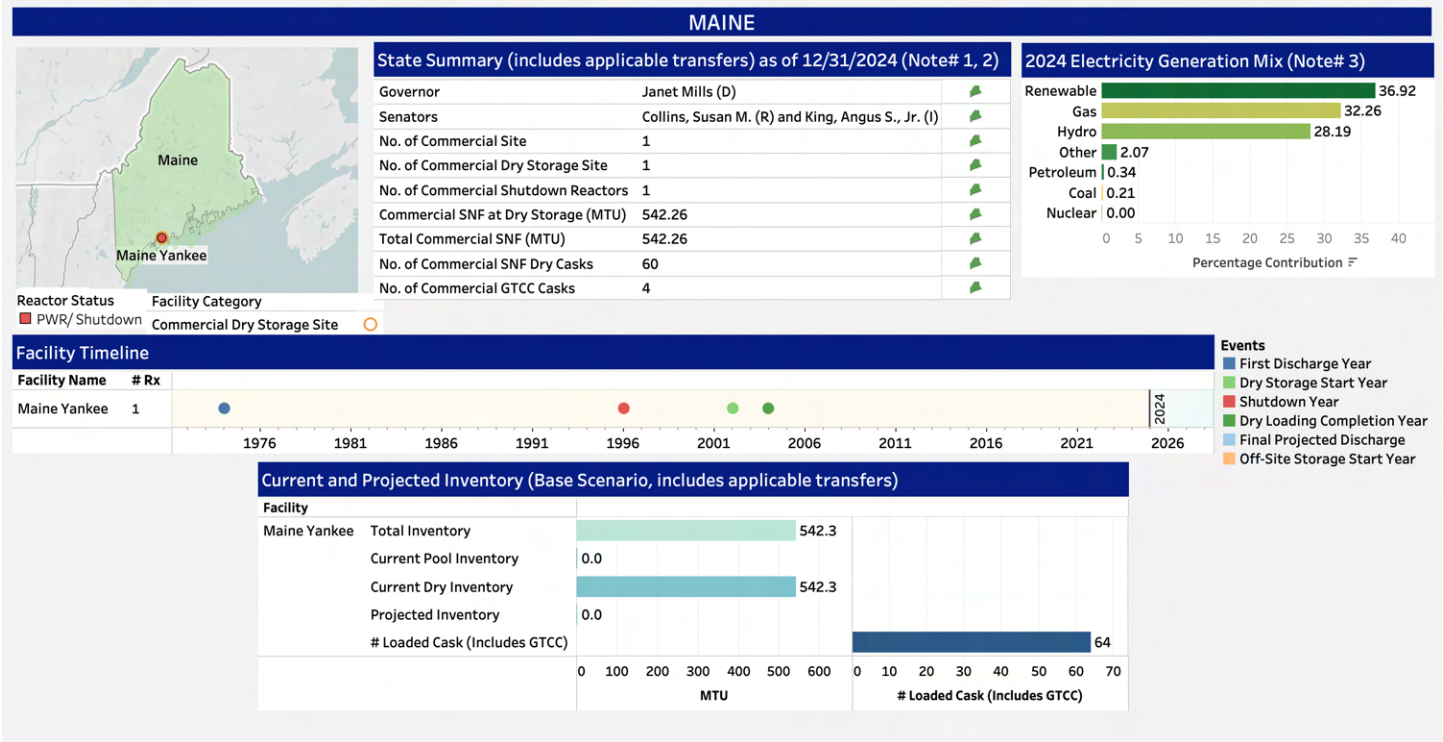 MAINE
Maine
Maine Yankee
Reactor Status
PWR/ Shutdown
Facility Category
Commercial Dry Storage Site
State Summary (includes applicable transfers) as of 12/31/2024 (Note# 1, 2)
Governor Janet Mills (D)
Senators Collins, Susan M. (R) and King, Angus S., Jr. (I)
No. of Commercial Site 1
No. of Commercial Dry Storage Site 1
No. of Commercial Shutdown Reactors 1
Commercial SNF at Dry Storage (MTU) 542.26
Total Commercial SNF (MTU) 542.26
No. of Commercial SNF Dry Casks 60
No. of Commercial GTCC Casks 4
2024 Electricity Generation Mix (Note# 3)
Renewable 36.92
Gas 32.26
Hydro 28.19
Other 2.07
Petroleum 0.34
Coal 0.21
Nuclear 0.00
0 5 10 15 20 25 30 35 40
Percentage Contribution
Facility Timeline
Facility Name # Rx
Maine Yankee 1
2024
1976 1981 1986 1991 1996 2001 2006 2011 2016 2021 2026
Events
First Discharge Year
Dry Storage Start Year
Shutdown Year
Dry Loading Completion Year
Final Projected Discharge
Off-Site Storage Start Year
Current and Projected Inventory (Base Scenario, includes applicable transfers)
Facility
Maine Yankee Total Inventory 542.3
Current Pool Inventory 0.0
Current Dry Inventory 542.3
Projected Inventory 0.0
# Loaded Cask (Includes GTCC) 64
0 100 200 300 400 500 600 0 10 20 30 40 50 60 70
MTU # Loaded Cask (Includes GTCC)